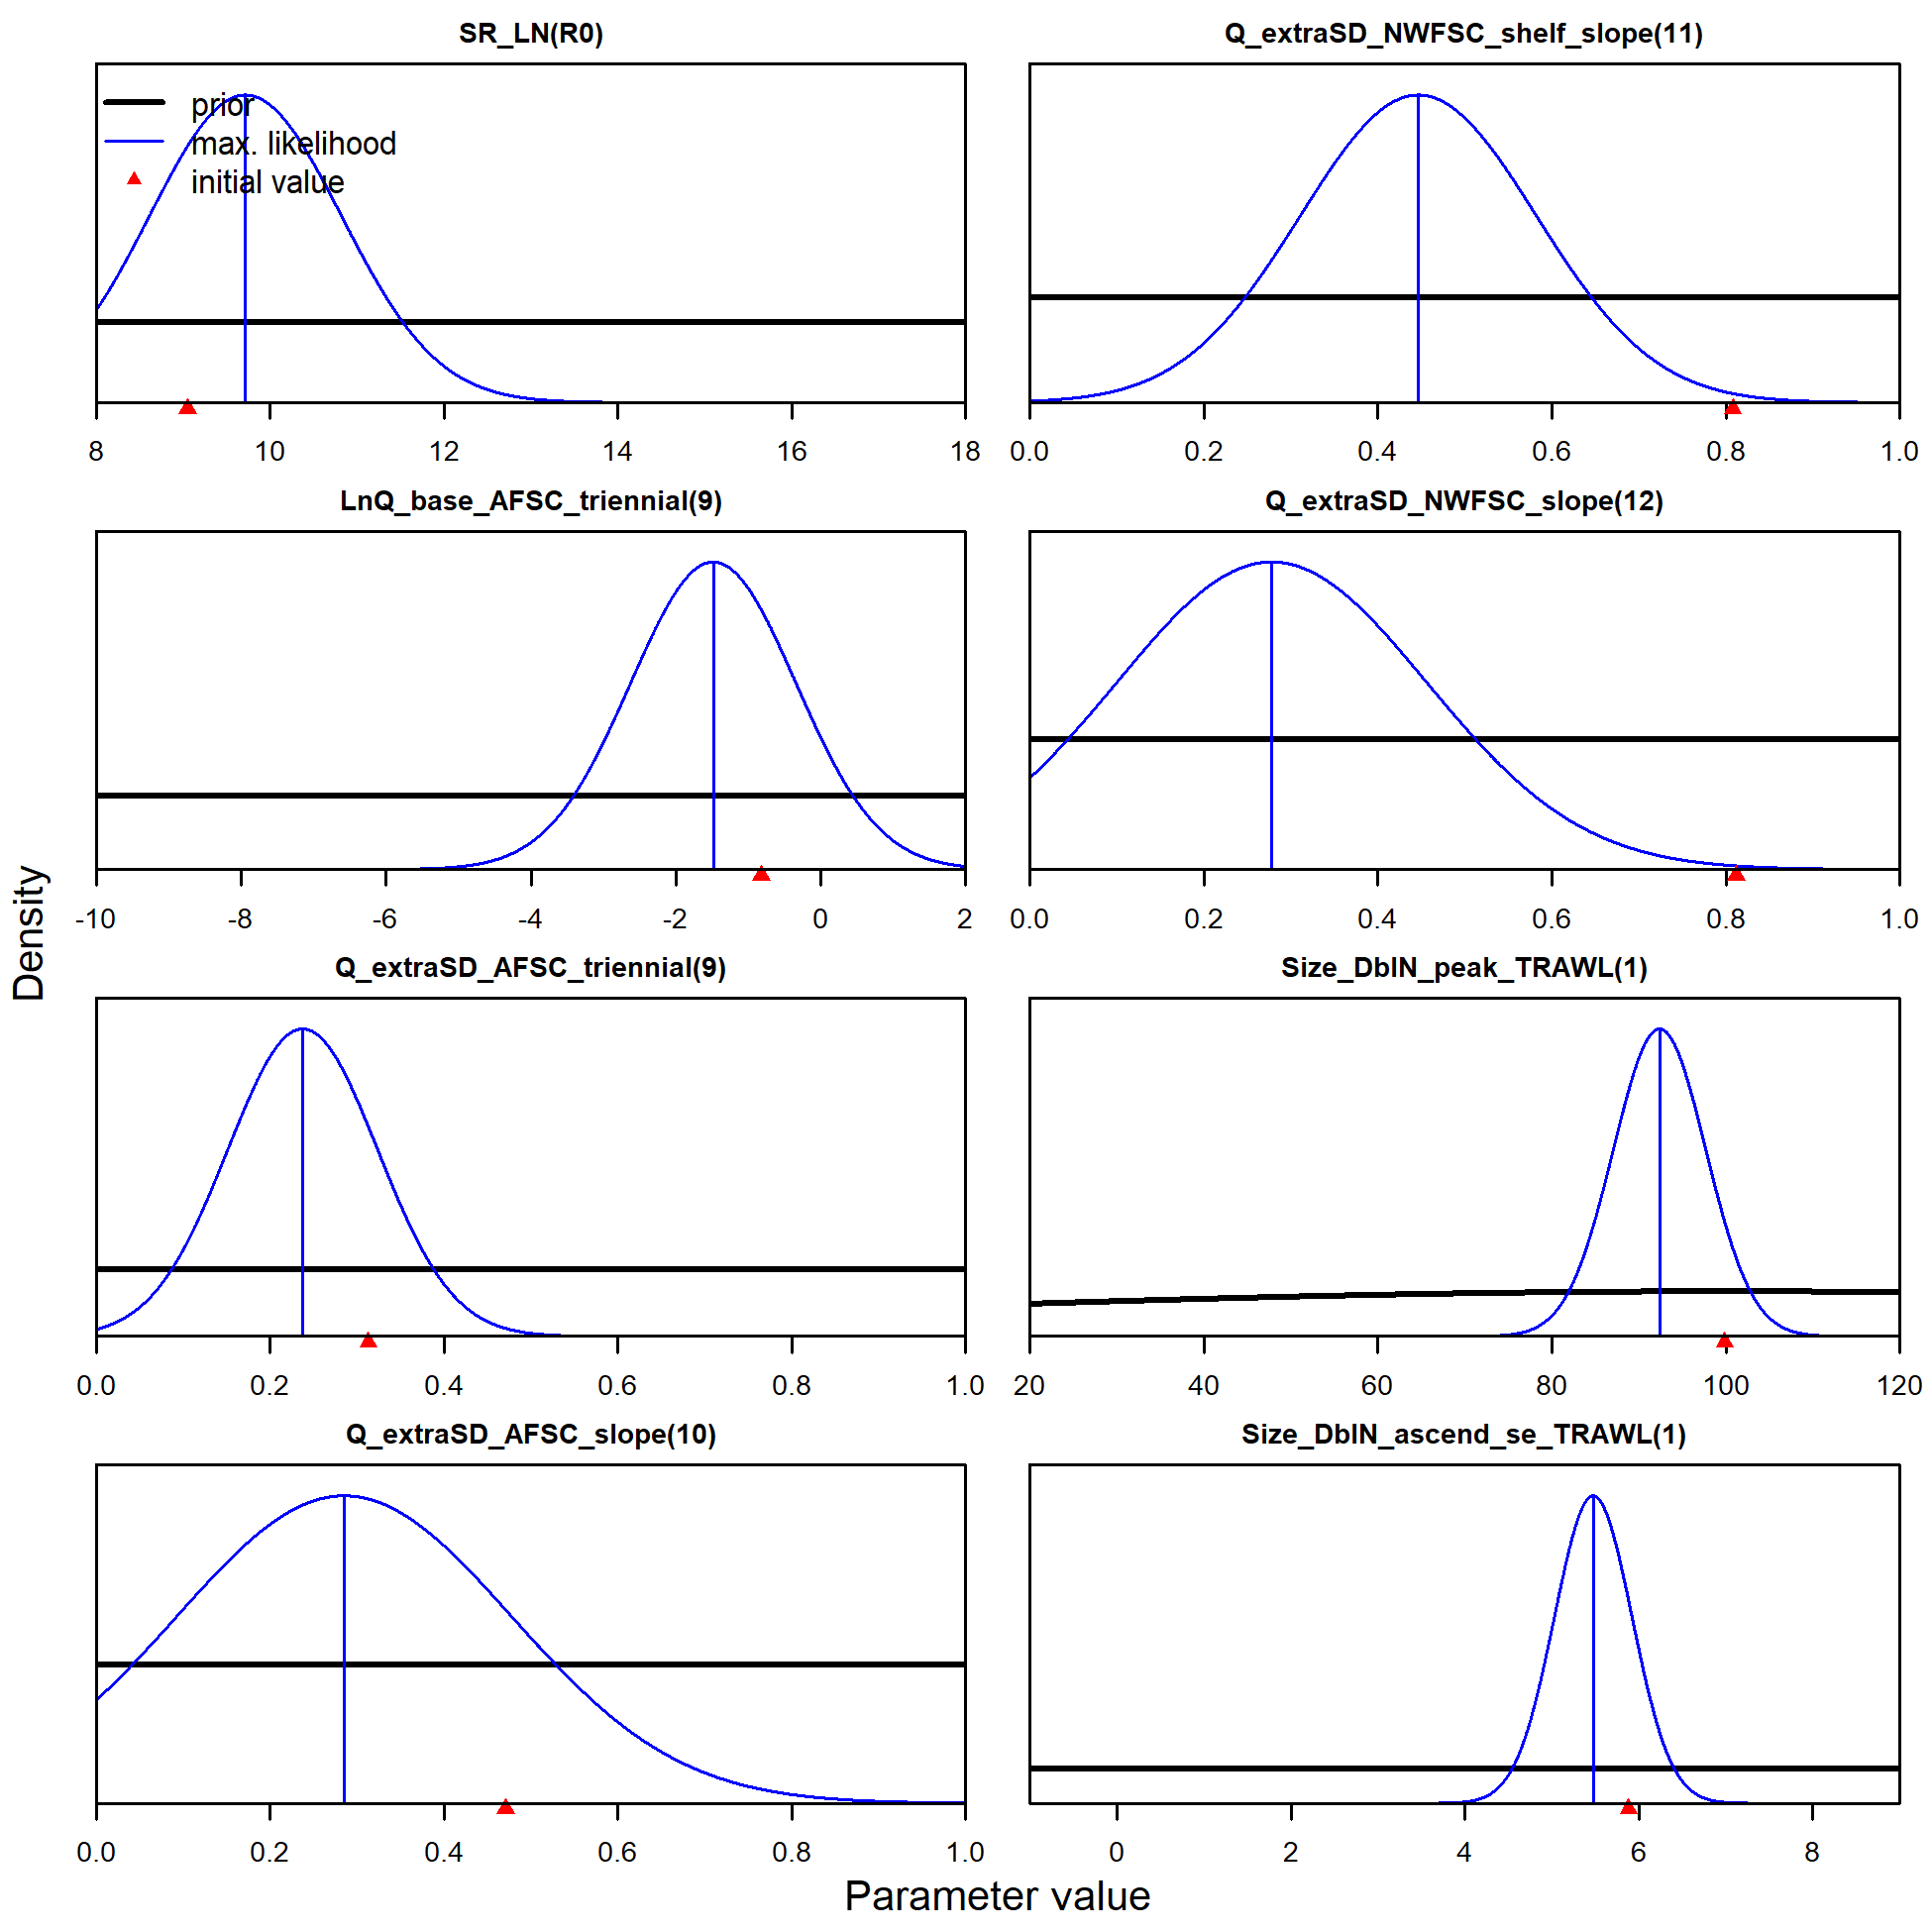 SR_LN(R0)
prior
max. likelihood
initial value
8 10 12 14 16 18
Q_extraSD_NWFSC_shelf_slope(11)
0.0 0.2 0.4 0.6 0.8 1.0
LnQ_base_AFSC_triennial(9)
-10 -8 -6 -4 -2 0 2
Q_extraSD_NWFSC_slope(12)
0.0 0.2 0.4 0.6 0.8 1.0
Density
Q_extraSD_AFSC_triennial(9)
0.0 0.2 0.4 0.6 0.8 1.0
Size_DblN_peak_TRAWL(1)
20 40 60 80 100 120
Q_extraSD_AFSC_slope(10)
0.0 0.2 0.4 0.6 0.8 1.0
Size_DblN_ascend_se_TRAWL(1)
0 2 4 6 8
Parameter value